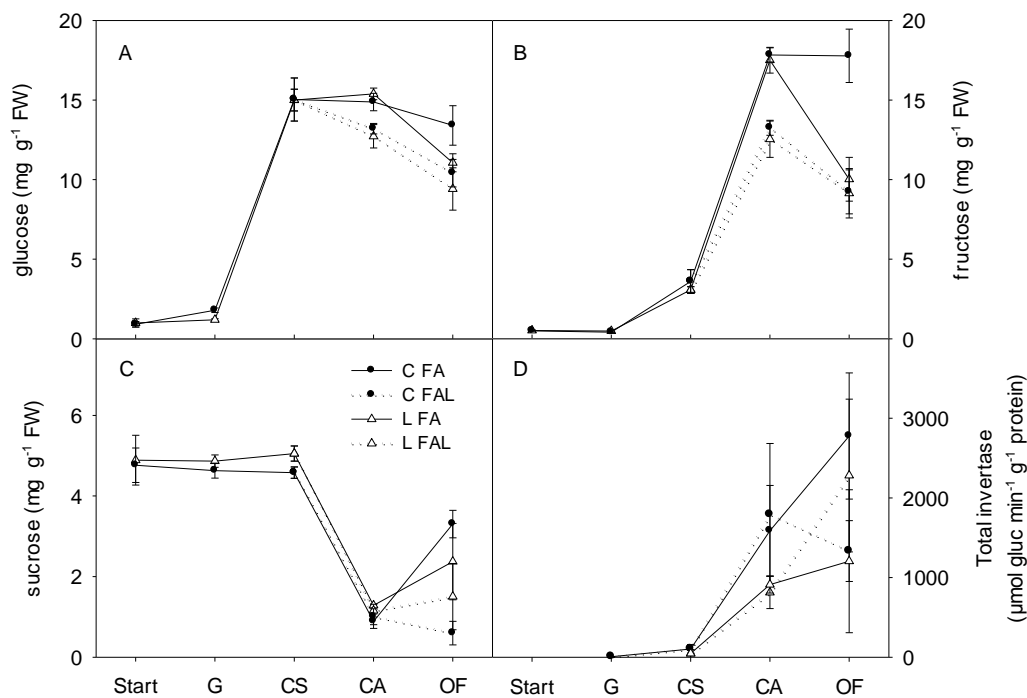 A
B
C
D
glucose (mg g⁻¹ FW)
20
15
10
5
0
20
15
10
5
0
fructose (mg g⁻¹ FW)
sucrose (mg g⁻¹ FW)
6
4
2
0
C FA
C FAL
L FA
L FAL
3000
2000
1000
0
Total invertase
(µmol gluc min⁻¹ g⁻¹ protein)
Start G CS CA OF
Start G CS CA OF